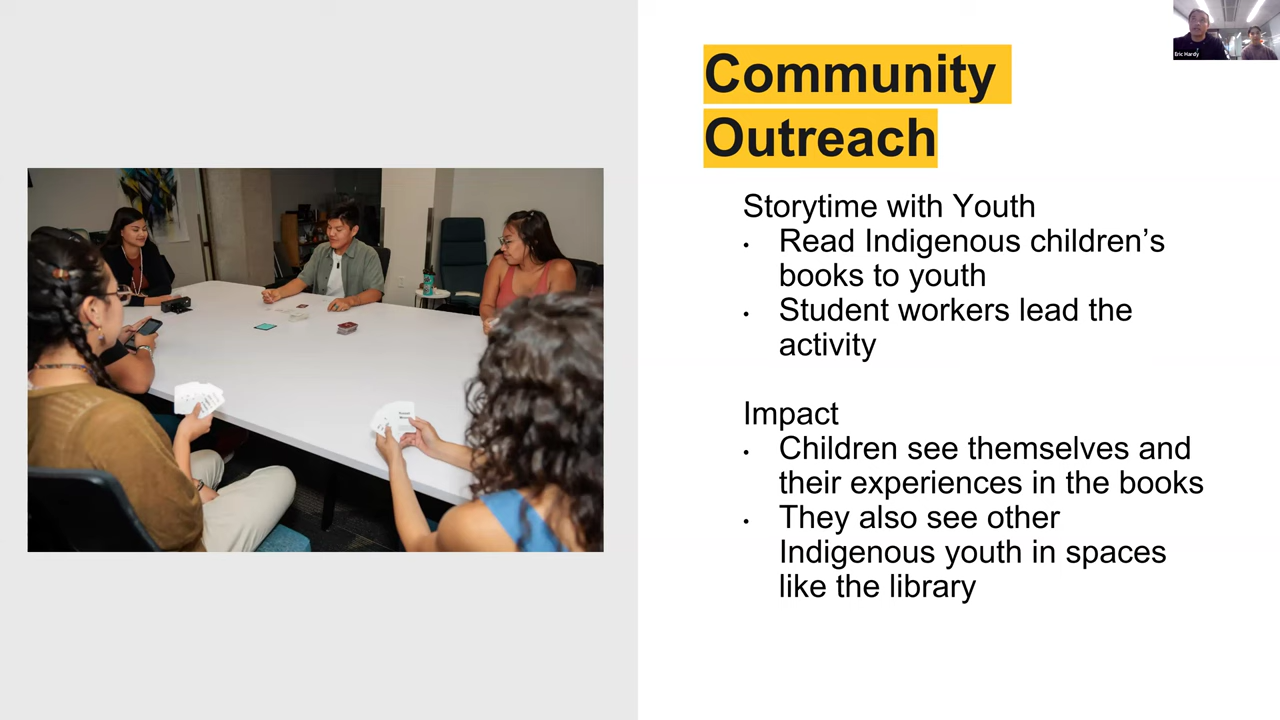 Eric Hardy
Community
Outreach
Storytime with Youth
• Read Indigenous children’s
books to youth
• Student workers lead the
activity
Impact
• Children see themselves and
their experiences in the books
• They also see other
Indigenous youth in spaces
like the library